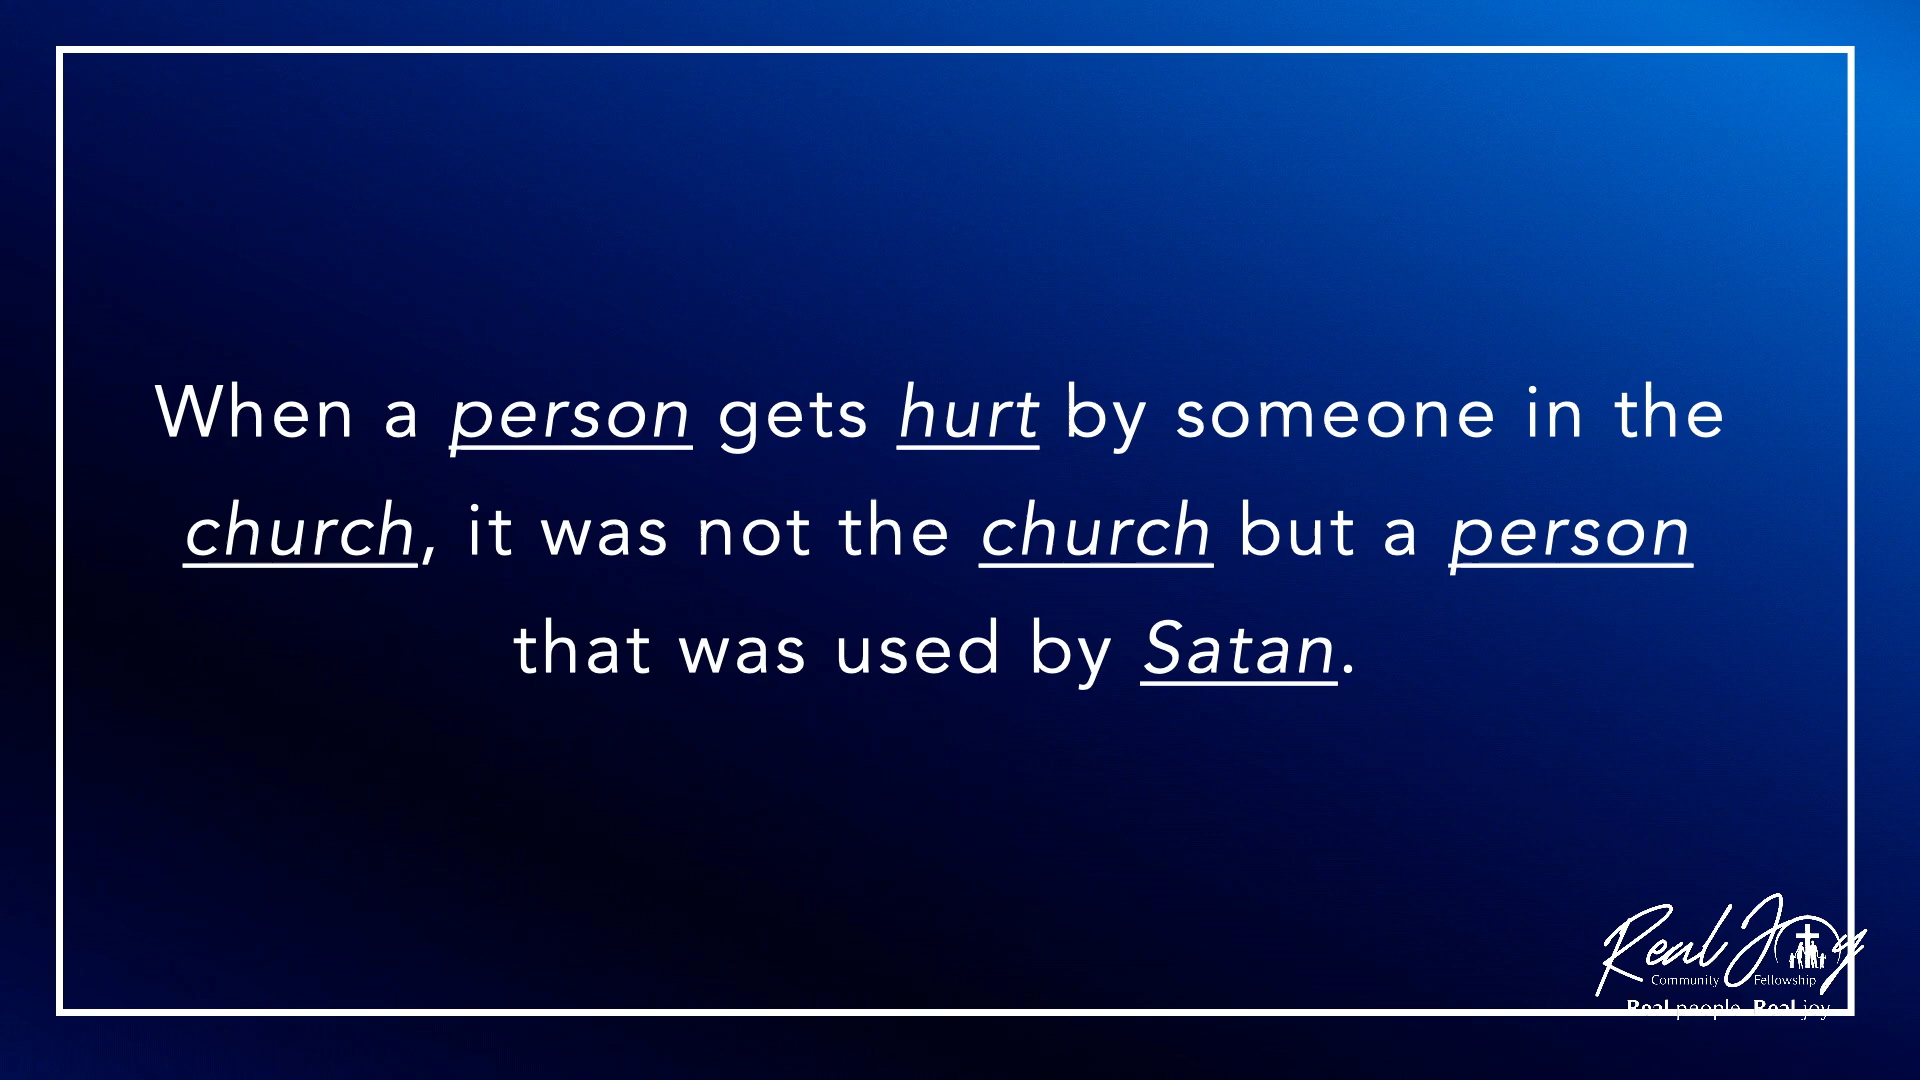 When a person gets hurt by someone in the
church, it was not the church but a person
that was used by Satan.
Real Joy
Community Fellowship
Real people. Real joy